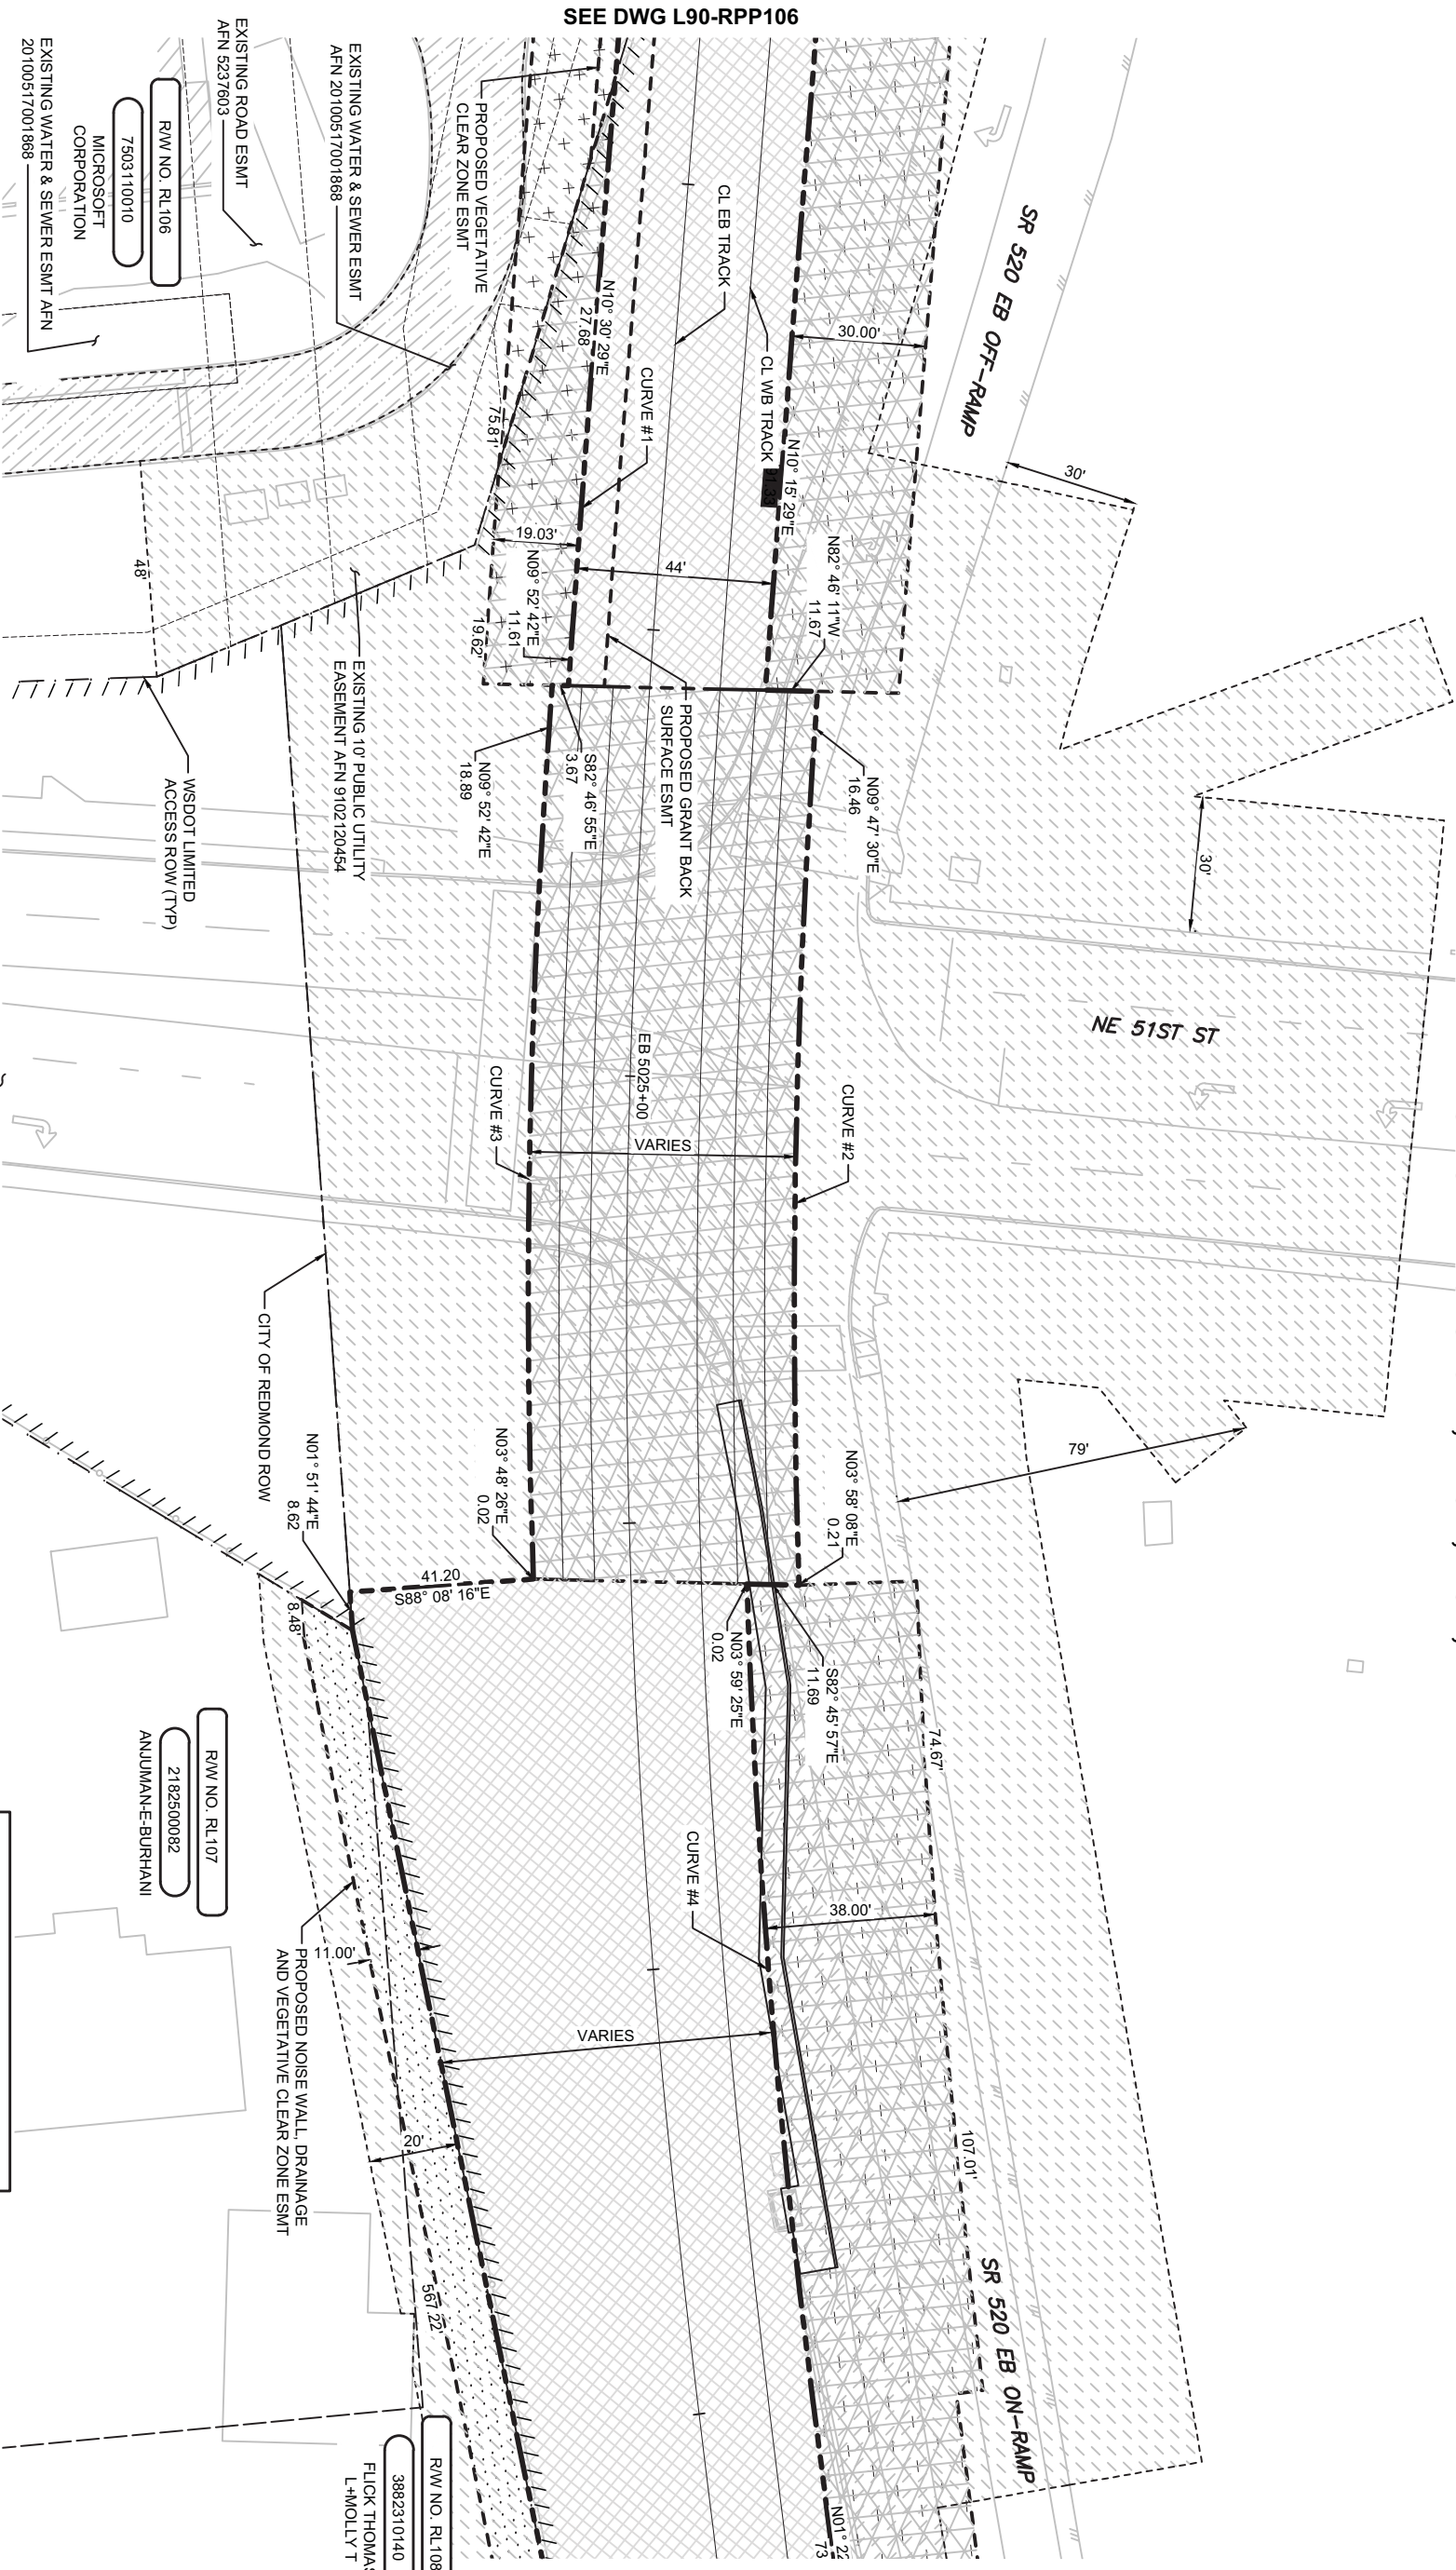 SEE DWG L90-RPP106
EXISTING ROAD ESMT
AFN 5237603
EXISTING WATER & SEWER ESMT
AFN 20100517001868
EXISTING WATER & SEWER ESMT AFN
20100517001868
R/W NO. RL106
7503110010
MICROSOFT
CORPORATION
PROPOSED VEGETATIVE
CLEAR ZONE ESMT
CL EB TRACK
CL WB TRACK
SR 520 EB OFF-RAMP
30.00'
30'
N10° 30' 29"E
27.68
CURVE #1
75.81'
N10° 15' 29"E
91.33
19.03'
44'
N82° 46' 11"W
11.67
N09° 52' 42"E
11.61
19.62'
48'
EXISTING 10' PUBLIC UTILITY
EASEMENT AFN 9102120454
WSDOT LIMITED
ACCESS ROW (TYP)
PROPOSED GRANT BACK
SURFACE ESMT
S82° 46' 55"E
3.67
N09° 52' 42"E
18.89
N09° 47' 30"E
16.46
30'
NE 51ST ST
EB 5025+00
CURVE #3
CURVE #2
VARIES
CITY OF REDMOND ROW
N01° 51' 44"E
8.62
N03° 48' 26"E
0.02
N03° 58' 08"E
0.21
79'
41.20
S88° 08' 16"E
8.48'
N03° 59' 25"E
0.02
S82° 45' 57"E
11.69
74.67'
R/W NO. RL107
2182500082
ANJUMAN-E-BURHANI
CURVE #4
38.00'
11.00'
PROPOSED NOISE WALL, DRAINAGE
AND VEGETATIVE CLEAR ZONE ESMT
VARIES
20'
107.01'
567.22'
SR 520 EB ON-RAMP
R/W NO. RL108
3882310140
FLICK THOMAS
L+MOLLY T
N01° 22
73